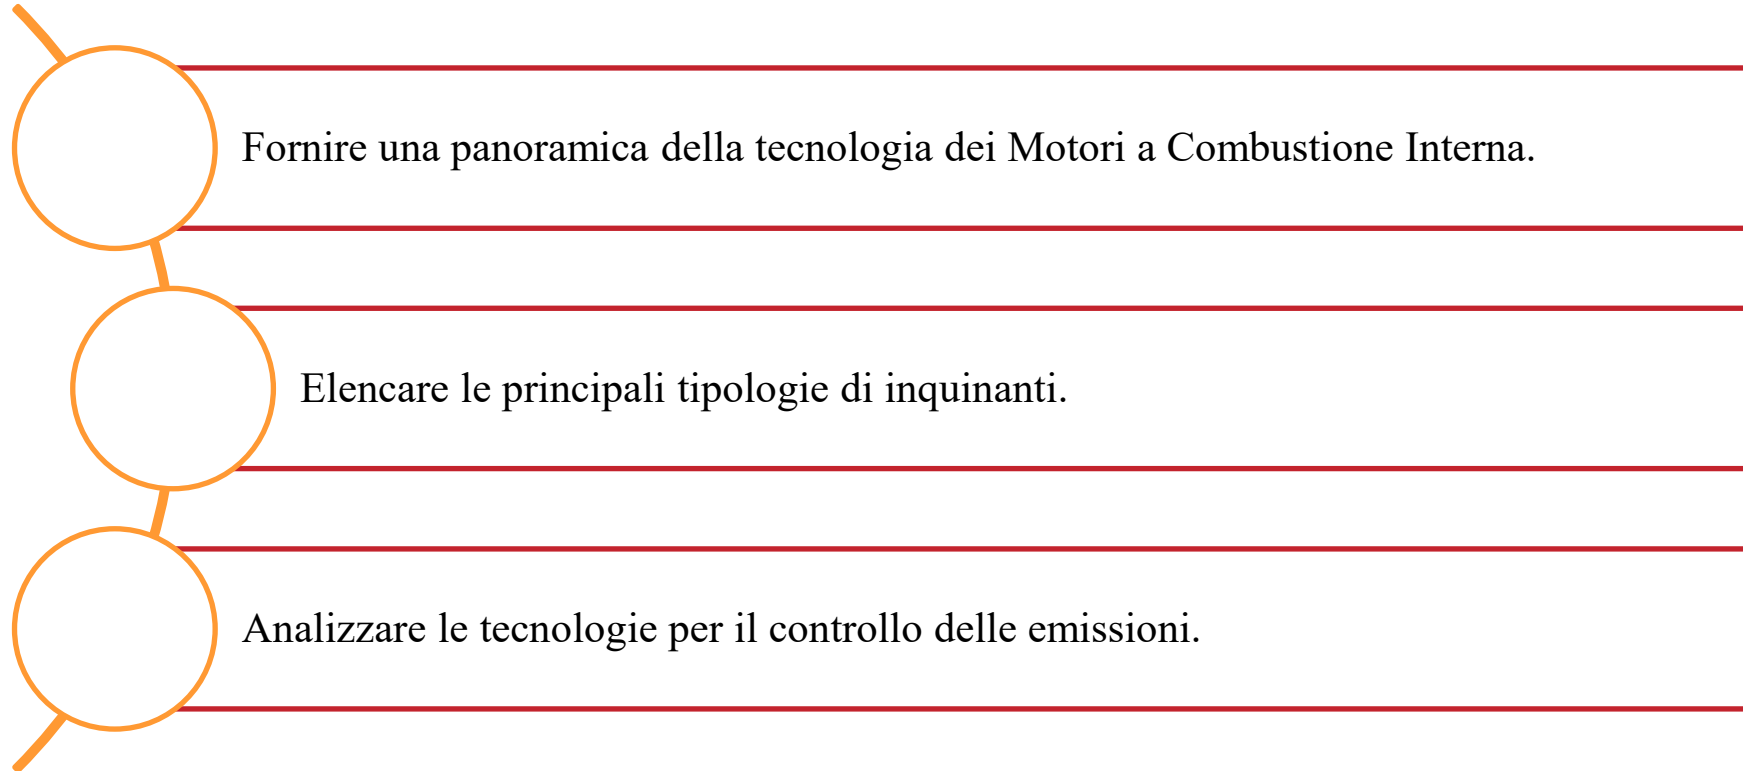 Fornire una panoramica della tecnologia dei Motori a Combustione Interna.
Elencare le principali tipologie di inquinanti.
Analizzare le tecnologie per il controllo delle emissioni.